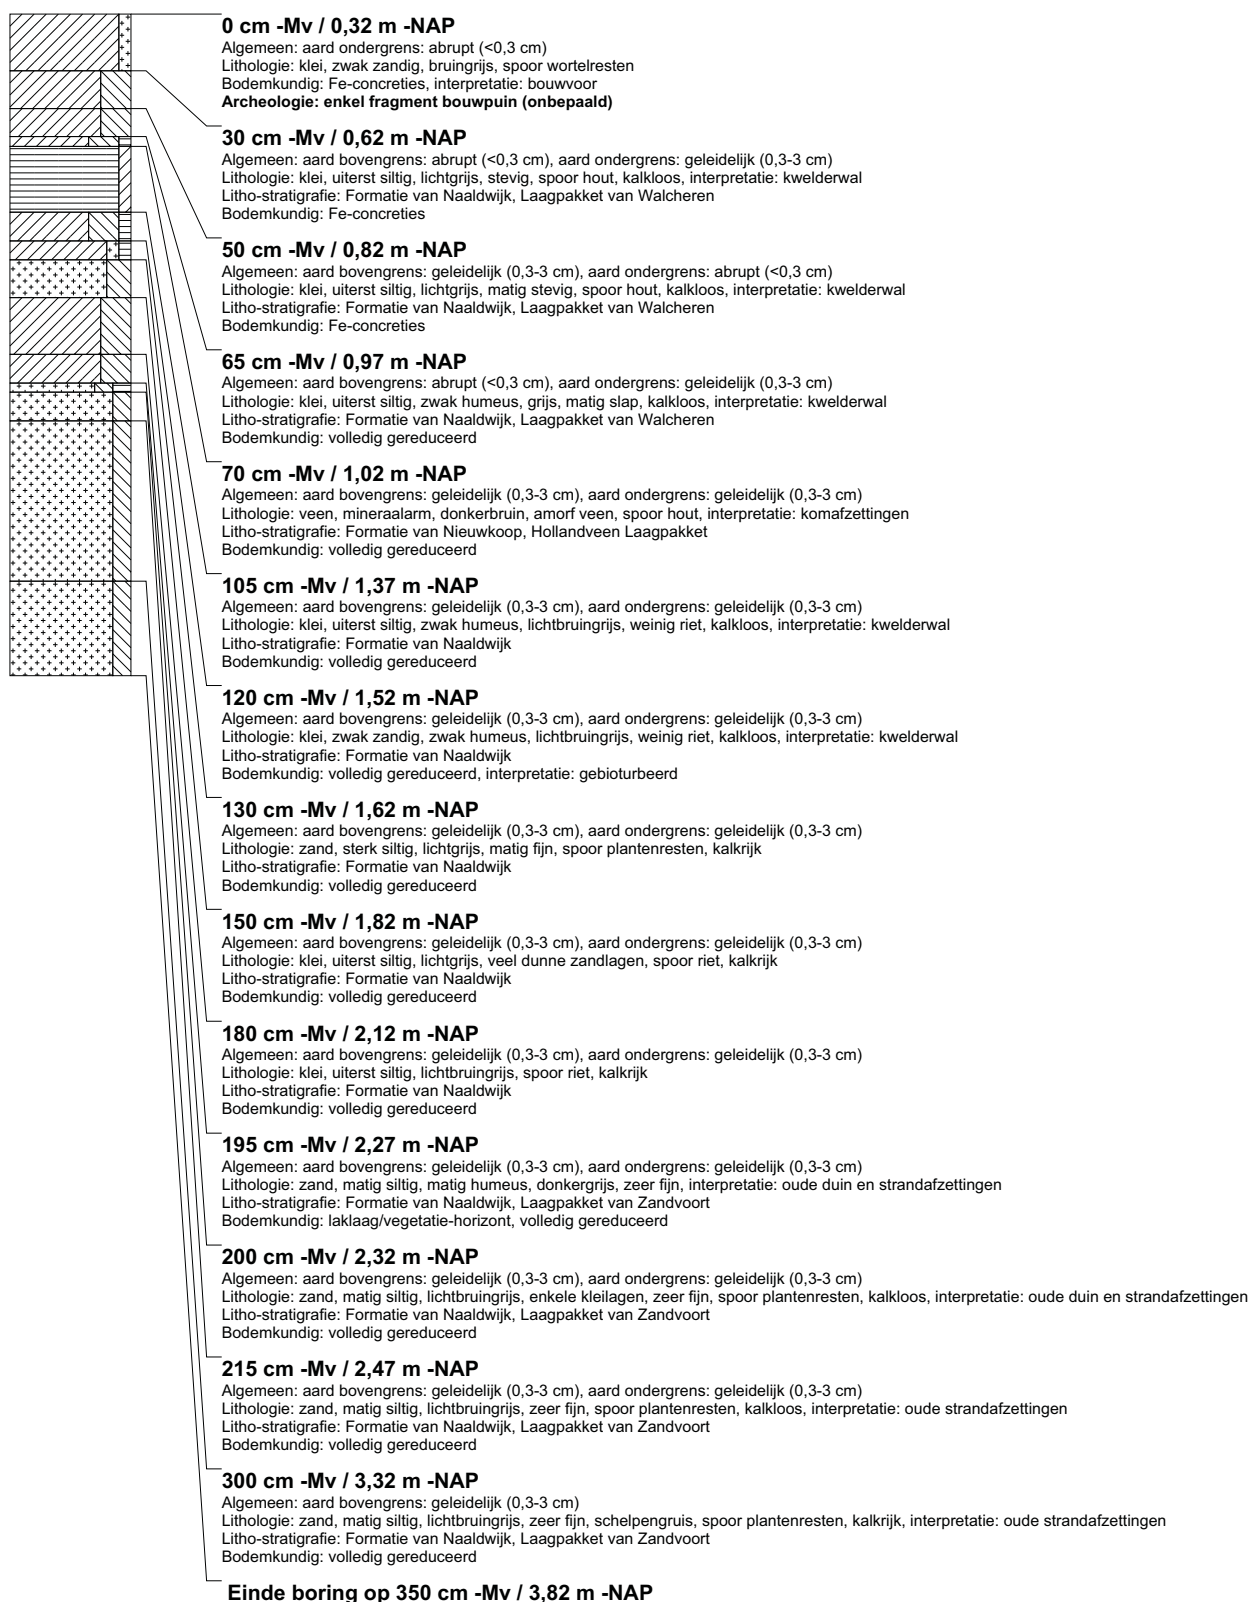 0 cm -Mv / 0,32 m -NAP
Algemeen: aard ondergrens: abrupt (<0,3 cm)
Lithologie: klei, zwak zandig, bruingrijs, spoor wortelresten
Bodemkundig: Fe-concreties, interpretatie: bouwvoor
Archeologie: enkel fragment bouwpuin (onbepaald)
30 cm -Mv / 0,62 m -NAP
Algemeen: aard bovengrens: abrupt (<0,3 cm), aard ondergrens: geleidelijk (0,3-3 cm)
Lithologie: klei, uiterst siltig, lichtgrijs, stevig, spoor hout, kalkloos, interpretatie: kwelderwal
Litho-stratigrafie: Formatie van Naaldwijk, Laagpakket van Walcheren
Bodemkundig: Fe-concreties
50 cm -Mv / 0,82 m -NAP
Algemeen: aard bovengrens: geleidelijk (0,3-3 cm), aard ondergrens: abrupt (<0,3 cm)
Lithologie: klei, uiterst siltig, lichtgrijs, matig stevig, spoor hout, kalkloos, interpretatie: kwelderwal
Litho-stratigrafie: Formatie van Naaldwijk, Laagpakket van Walcheren
Bodemkundig: Fe-concreties
65 cm -Mv / 0,97 m -NAP
Algemeen: aard bovengrens: abrupt (<0,3 cm), aard ondergrens: geleidelijk (0,3-3 cm)
Lithologie: klei, uiterst siltig, zwak humeus, grijs, matig slap, kalkloos, interpretatie: kwelderwal
Litho-stratigrafie: Formatie van Naaldwijk, Laagpakket van Walcheren
Bodemkundig: volledig gereduceerd
70 cm -Mv / 1,02 m -NAP
Algemeen: aard bovengrens: geleidelijk (0,3-3 cm), aard ondergrens: geleidelijk (0,3-3 cm)
Lithologie: veen, mineraalarm, donkerbruin, amorf veen, spoor hout, interpretatie: komafzettingen
Litho-stratigrafie: Formatie van Nieuwkoop, Hollandveen Laagpakket
Bodemkundig: volledig gereduceerd
105 cm -Mv / 1,37 m -NAP
Algemeen: aard bovengrens: geleidelijk (0,3-3 cm), aard ondergrens: geleidelijk (0,3-3 cm)
Lithologie: klei, uiterst siltig, zwak humeus, lichtbruingrijs, weinig riet, kalkloos, interpretatie: kwelderwal
Litho-stratigrafie: Formatie van Naaldwijk
Bodemkundig: volledig gereduceerd
120 cm -Mv / 1,52 m -NAP
Algemeen: aard bovengrens: geleidelijk (0,3-3 cm), aard ondergrens: geleidelijk (0,3-3 cm)
Lithologie: klei, zwak zandig, zwak humeus, lichtbruingrijs, weinig riet, kalkloos, interpretatie: kwelderwal
Litho-stratigrafie: Formatie van Naaldwijk
Bodemkundig: volledig gereduceerd, interpretatie: gebioturbeerd
130 cm -Mv / 1,62 m -NAP
Algemeen: aard bovengrens: geleidelijk (0,3-3 cm), aard ondergrens: geleidelijk (0,3-3 cm)
Lithologie: zand, sterk siltig, lichtgrijs, matig fijn, spoor plantenresten, kalkrijk
Litho-stratigrafie: Formatie van Naaldwijk
Bodemkundig: volledig gereduceerd
150 cm -Mv / 1,82 m -NAP
Algemeen: aard bovengrens: geleidelijk (0,3-3 cm), aard ondergrens: geleidelijk (0,3-3 cm)
Lithologie: klei, uiterst siltig, lichtgrijs, veel dunne zandlagen, spoor riet, kalkrijk
Litho-stratigrafie: Formatie van Naaldwijk
Bodemkundig: volledig gereduceerd
180 cm -Mv / 2,12 m -NAP
Algemeen: aard bovengrens: geleidelijk (0,3-3 cm), aard ondergrens: geleidelijk (0,3-3 cm)
Lithologie: klei, uiterst siltig, lichtbruingrijs, spoor riet, kalkrijk
Litho-stratigrafie: Formatie van Naaldwijk
Bodemkundig: volledig gereduceerd
195 cm -Mv / 2,27 m -NAP
Algemeen: aard bovengrens: geleidelijk (0,3-3 cm), aard ondergrens: geleidelijk (0,3-3 cm)
Lithologie: zand, matig siltig, matig humeus, donkergrijs, zeer fijn, interpretatie: oude duin en strandafzettingen
Litho-stratigrafie: Formatie van Naaldwijk, Laagpakket van Zandvoort
Bodemkundig: laklaag/vegetatie-horizont, volledig gereduceerd
200 cm -Mv / 2,32 m -NAP
Algemeen: aard bovengrens: geleidelijk (0,3-3 cm), aard ondergrens: geleidelijk (0,3-3 cm)
Lithologie: zand, matig siltig, lichtbruingrijs, enkele kleilagen, zeer fijn, spoor plantenresten, kalkloos, interpretatie: oude duin en strandafzettingen
Litho-stratigrafie: Formatie van Naaldwijk, Laagpakket van Zandvoort
Bodemkundig: volledig gereduceerd
215 cm -Mv / 2,47 m -NAP
Algemeen: aard bovengrens: geleidelijk (0,3-3 cm), aard ondergrens: geleidelijk (0,3-3 cm)
Lithologie: zand, matig siltig, lichtbruingrijs, zeer fijn, spoor plantenresten, kalkloos, interpretatie: oude strandafzettingen
Litho-stratigrafie: Formatie van Naaldwijk, Laagpakket van Zandvoort
Bodemkundig: volledig gereduceerd
300 cm -Mv / 3,32 m -NAP
Algemeen: aard bovengrens: geleidelijk (0,3-3 cm)
Lithologie: zand, matig siltig, lichtbruingrijs, zeer fijn, schelpengruis, spoor plantenresten, kalkrijk, interpretatie: oude strandafzettingen
Litho-stratigrafie: Formatie van Naaldwijk, Laagpakket van Zandvoort
Bodemkundig: volledig gereduceerd
Einde boring op 350 cm -Mv / 3,82 m -NAP